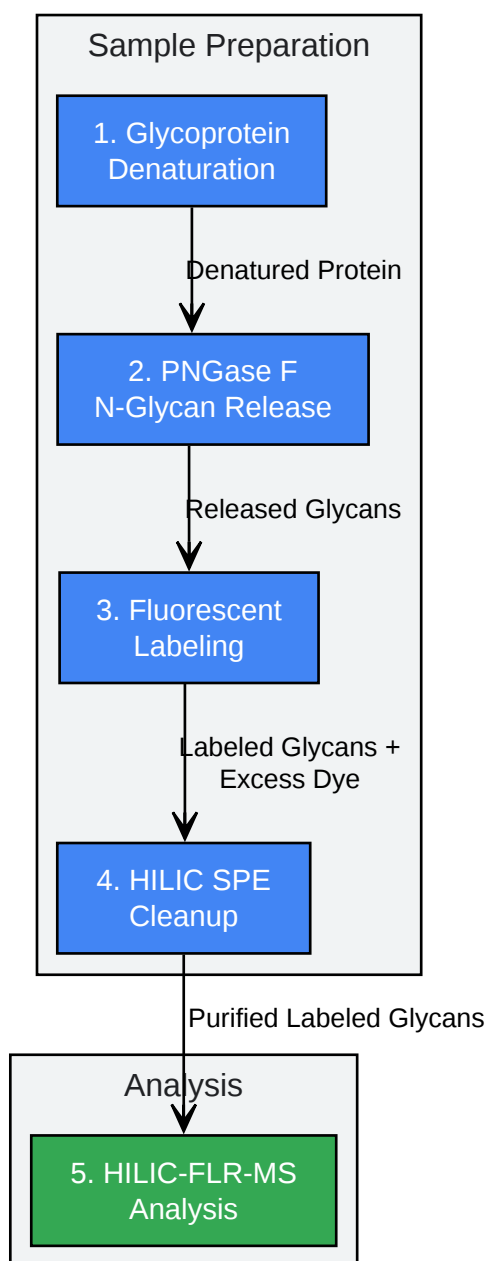 Sample Preparation
1. Glycoprotein
Denaturation
Denatured Protein
2. PNGase F
N-Glycan Release
Released Glycans
3. Fluorescent
Labeling
Labeled Glycans +
Excess Dye
4. HILIC SPE
Cleanup
Purified Labeled Glycans
Analysis
5. HILIC-FLR-MS
Analysis